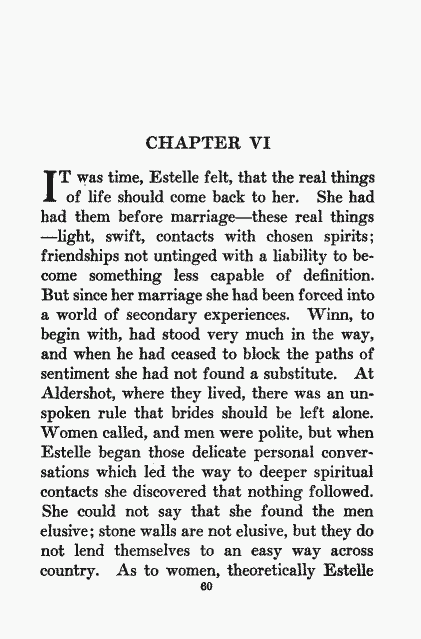 CHAPTER VI
IT was time, Estelle felt, that the real things
of life should come back to her. She had
had them before marriage—these real things
—light, swift, contacts with chosen spirits;
friendships not untinged with a liability to be-
come something less capable of definition.
But since her marriage she had been forced into
a world of secondary experiences. Winn, to
begin with, had stood very much in the way,
and when he had ceased to block the paths of
sentiment she had not found a substitute. At
Aldershot, where they lived, there was an un-
spoken rule that brides should be left alone.
Women called, and men were polite, but when
Estelle began those delicate personal conver-
sations which led the way to deeper spiritual
contacts she discovered that nothing followed.
She could not say that she found the men
elusive; stone walls are not elusive, but they do
not lend themselves to an easy way across
country. As to women, theoretically Estelle
60